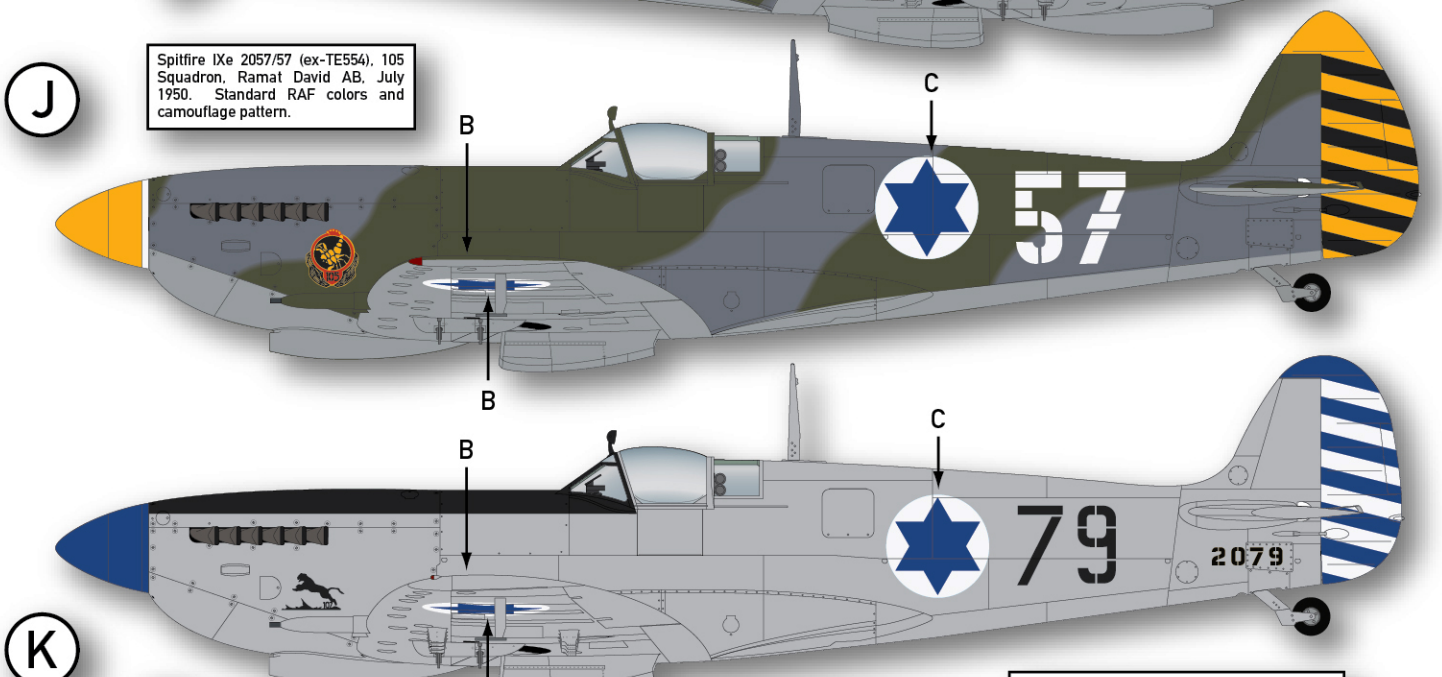 J
Spitfire IXe 2057/57 (ex-TE554), 105
Squadron, Ramat David AB, July
1950. Standard RAF colors and
camouflage pattern.
B
C
57
B
B
C
79
2079
K